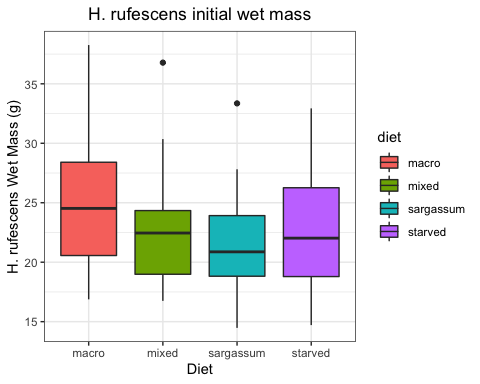 H. rufescens initial wet mass
H. rufescens Wet Mass (g)
35
30
25
20
15
macro mixed sargassum starved
Diet
diet
macro
mixed
sargassum
starved